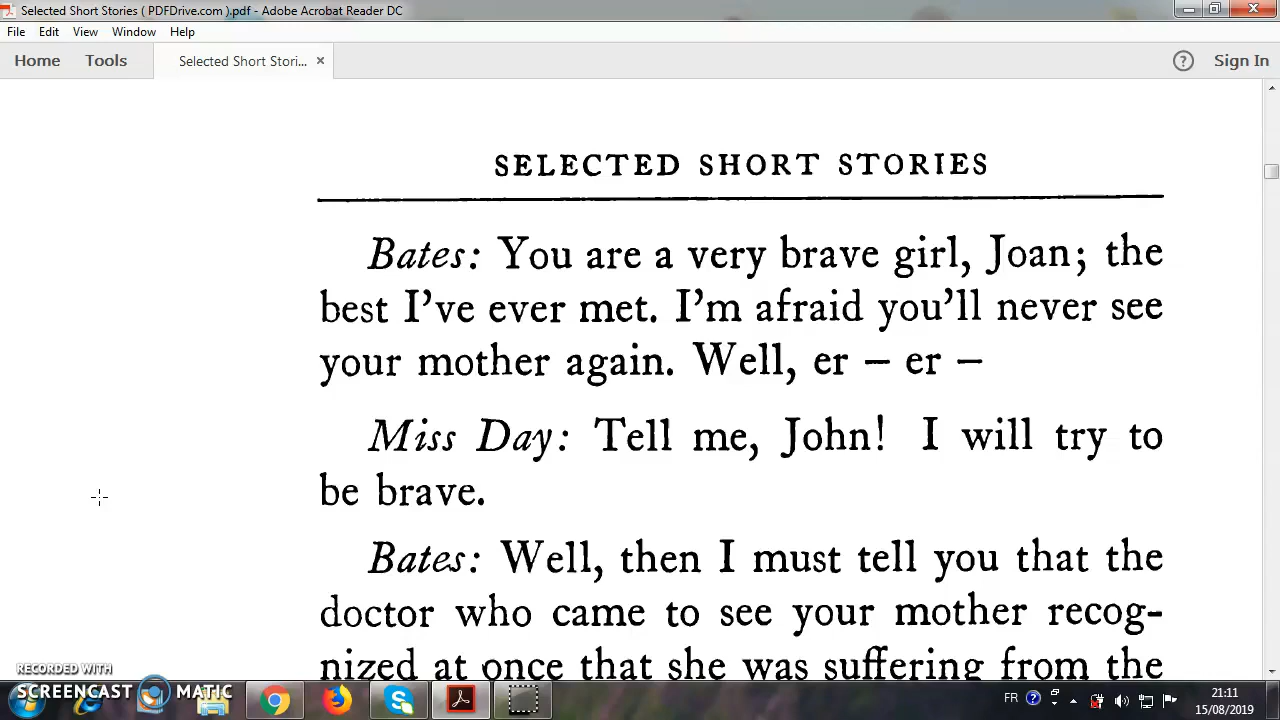 Selected Short Stories ( PDFDrive.com ).pdf - Adobe Acrobat Reader DC
File Edit View Window Help
Home Tools Selected Short Stori... × ? Sign In
SELECTED SHORT STORIES
Bates: You are a very brave girl, Joan; the
best I've ever met. I'm afraid you'll never see
your mother again. Well, er – er –
Miss Day: Tell me, John! I will try to
be brave.
Bates: Well, then I must tell you that the
doctor who came to see your mother recog-
nized at once that she was suffering from the
RECORDED WITH
SCREENCAST MATIC
FR 21:11
15/08/2019